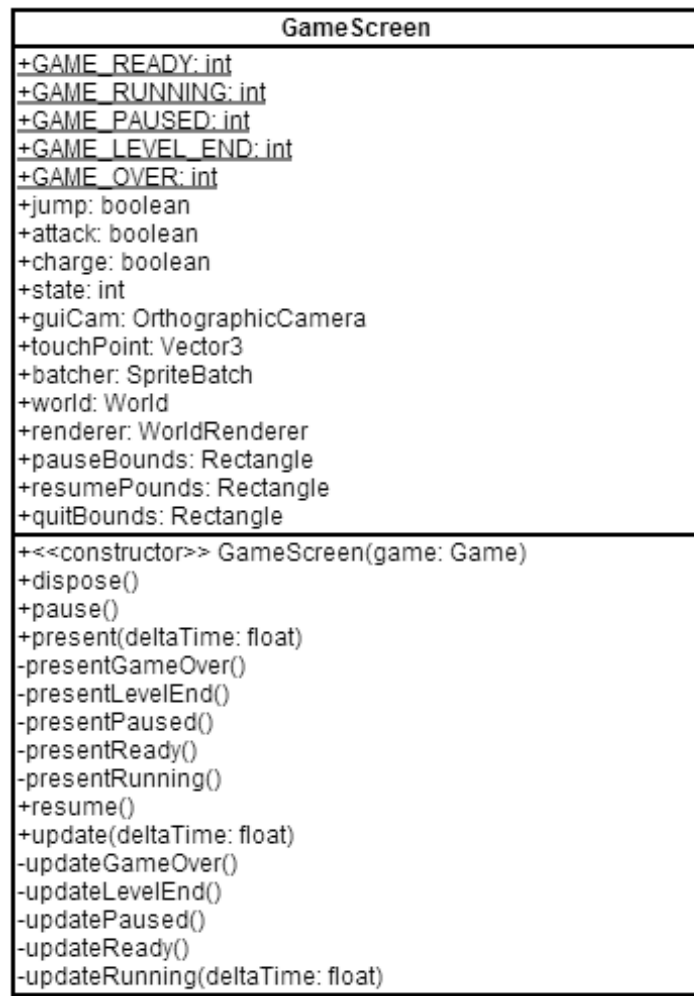 GameScreen
+GAME_READY: int
+GAME_RUNNING: int
+GAME_PAUSED: int
+GAME_LEVEL_END: int
+GAME_OVER: int
+jump: boolean
+attack: boolean
+charge: boolean
+state: int
+guiCam: OrthographicCamera
+touchPoint: Vector3
+batcher: SpriteBatch
+world: World
+renderer: WorldRenderer
+pauseBounds: Rectangle
+resumePounds: Rectangle
+quitBounds: Rectangle
+<<constructor>> GameScreen(game: Game)
+dispose()
+pause()
+present(deltaTime: float)
-presentGameOver()
-presentLevelEnd()
-presentPaused()
-presentReady()
-presentRunning()
+resume()
+update(deltaTime: float)
-updateGameOver()
-updateLevelEnd()
-updatePaused()
-updateReady()
-updateRunning(deltaTime: float)